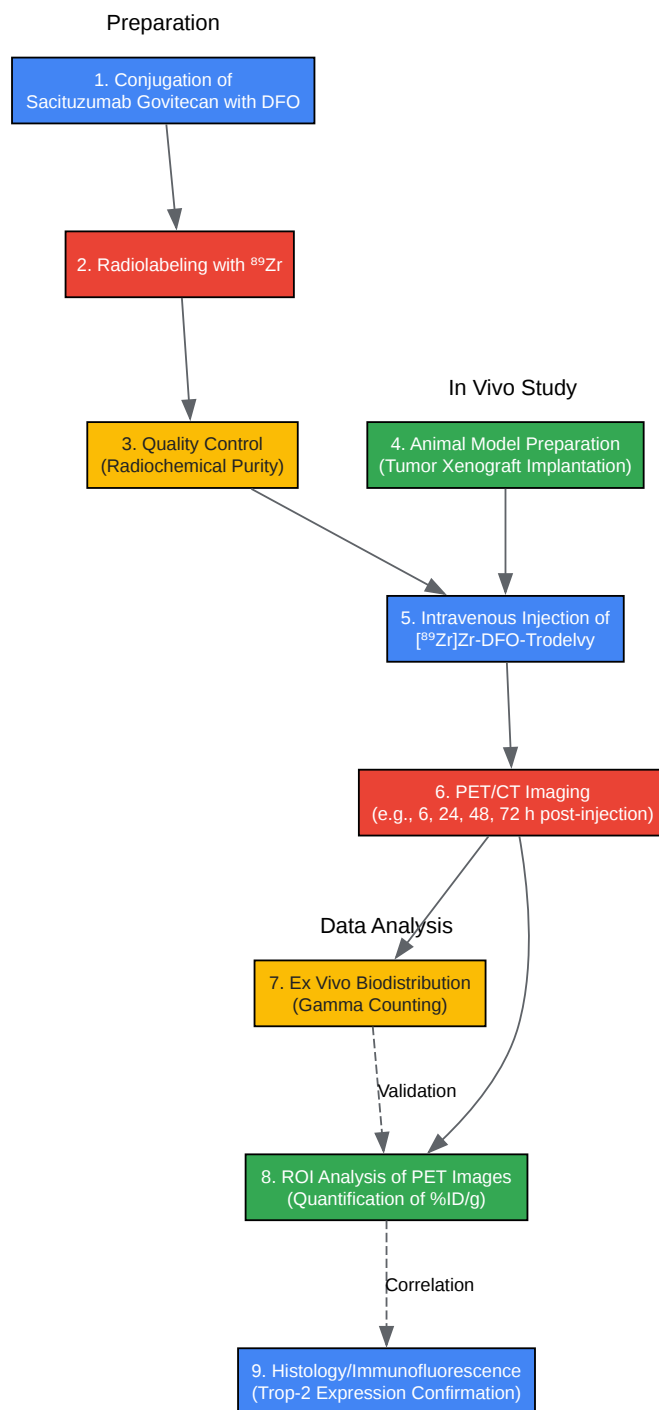 Preparation
1. Conjugation of
Sacituzumab Govitecan with DFO
2. Radiolabeling with ⁸⁹Zr
In Vivo Study
3. Quality Control
(Radiochemical Purity)
4. Animal Model Preparation
(Tumor Xenograft Implantation)
5. Intravenous Injection of
[⁸⁹Zr]Zr-DFO-Trodelvy
6. PET/CT Imaging
(e.g., 6, 24, 48, 72 h post-injection)
Data Analysis
7. Ex Vivo Biodistribution
(Gamma Counting)
Validation
8. ROI Analysis of PET Images
(Quantification of %ID/g)
Correlation
9. Histology/Immunofluorescence
(Trop-2 Expression Confirmation)